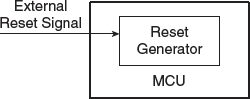 External
Reset Signal
Reset
Generator
MCU